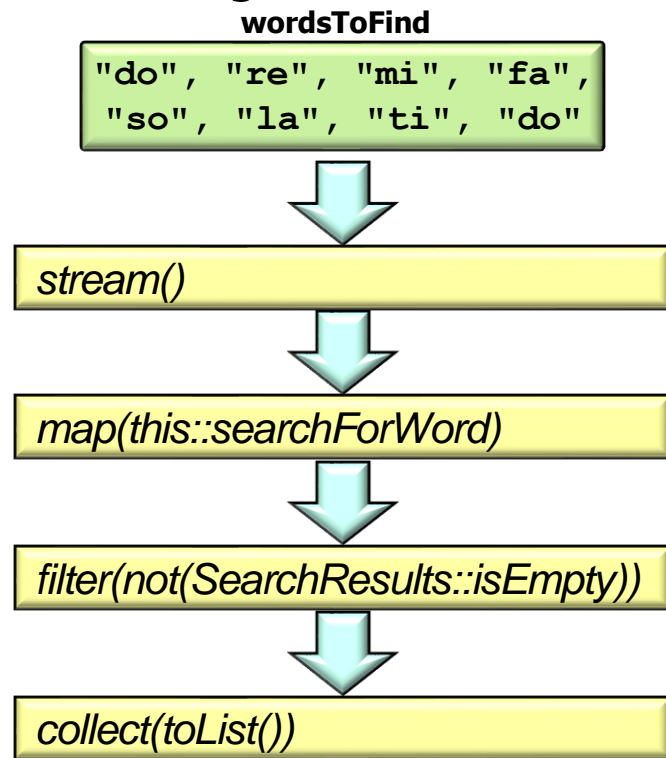 wordsToFind
"do", "re", "mi", "fa",
"so", "la", "ti", "do"
stream()
map(this::searchForWord)
filter(not(SearchResults::isEmpty))
collect(toList())